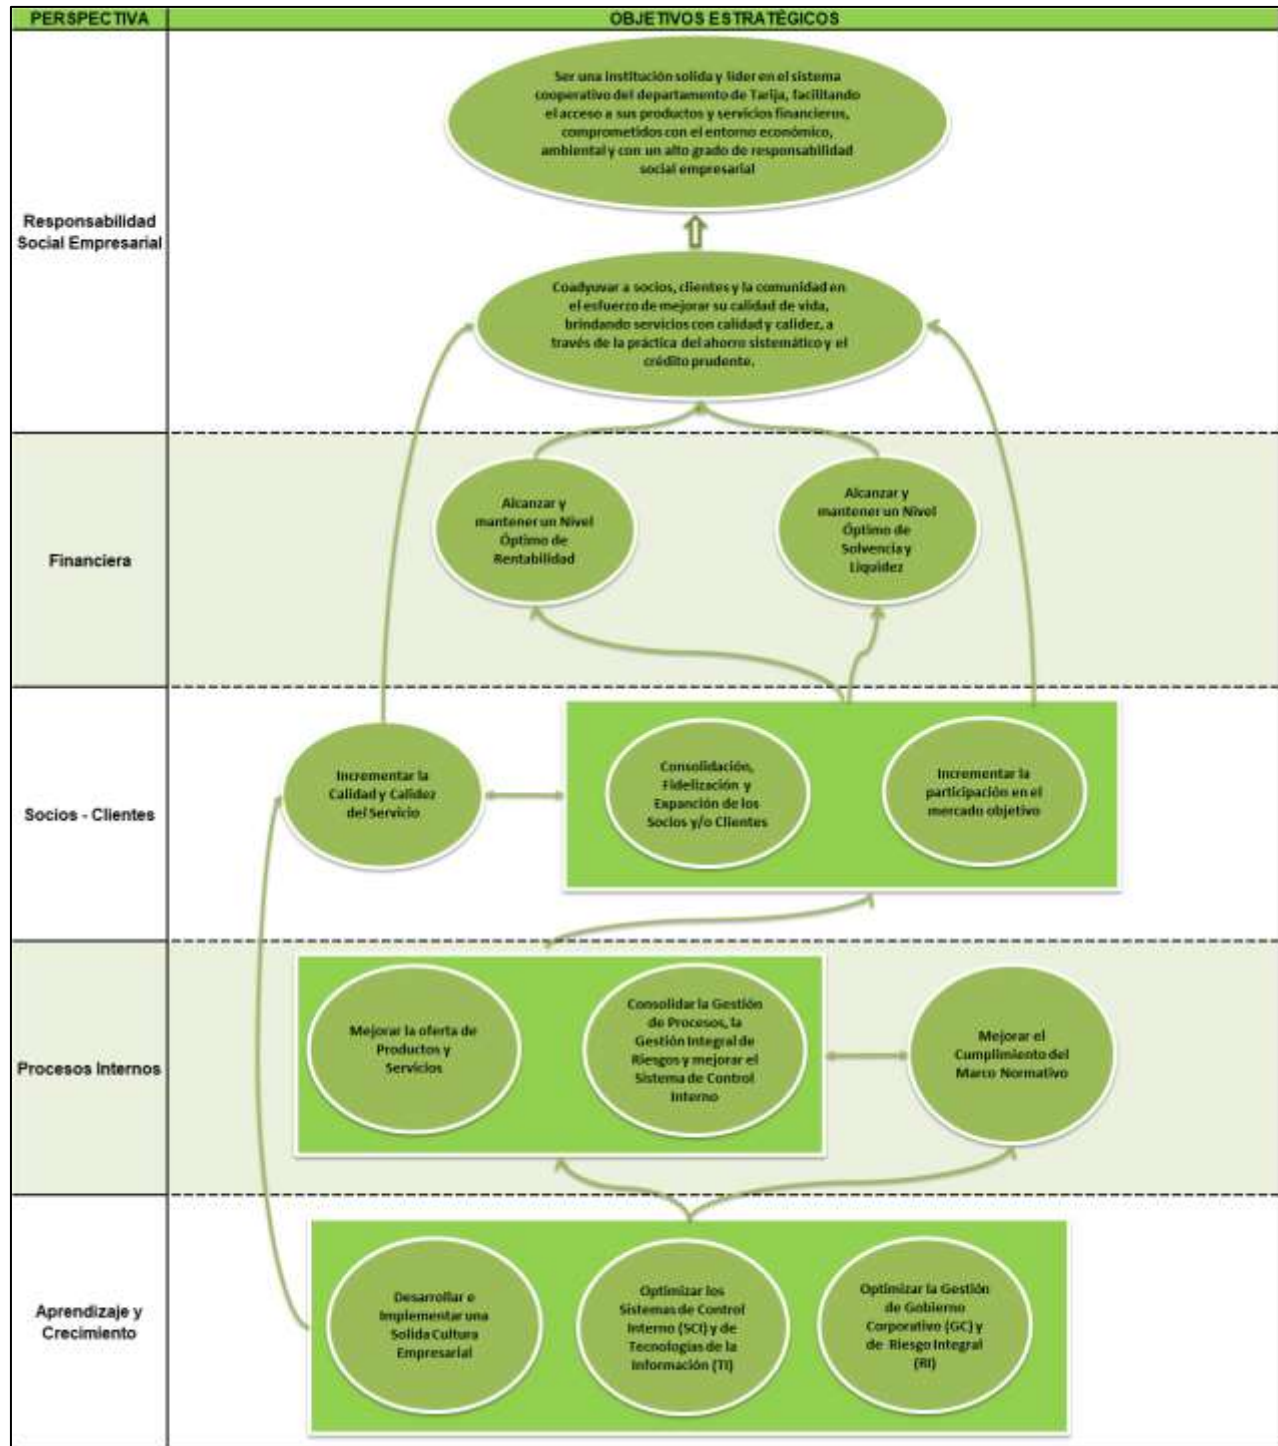 PERSPECTIVA
OBJETIVOS ESTRATÉGICOS
Responsabilidad
Social Empresarial
Ser una institución solida y líder en el sistema
cooperativo del departamento de Tarija, facilitando
el acceso a sus productos y servicios financieros,
comprometidos con el entorno económico,
ambiental y con un alto grado de responsabilidad
social empresarial
Coadyuvar a socios, clientes y la comunidad en
el esfuerzo de mejorar su calidad de vida,
brindando servicios con calidad y calidez, a
través de la práctica del ahorro sistemático y el
crédito prudente.
Financiera
Alcanzar y
mantener un Nivel
Óptimo de
Rentabilidad
Alcanzar y
mantener un Nivel
Óptimo de
Solvencia y
Liquidez
Socios - Clientes
Incrementar la
Calidad y Calidez
del Servicio
Consolidación,
Fidelización y
Expansión de los
Socios y/o Clientes
Incrementar la
participación en el
mercado objetivo
Procesos Internos
Mejorar la oferta de
Productos y
Servicios
Consolidar la Gestión
de Procesos, la
Gestión Integral de
Riesgos y mejorar el
Sistema de Control
Interno
Mejorar el
Cumplimiento del
Marco Normativo
Aprendizaje y
Crecimiento
Desarrollar e
Implementar una
Solida Cultura
Empresarial
Optimizar los
Sistemas de Control
Interno (SCI) y de
Tecnologías de la
Información (TI)
Optimizar la Gestión
de Gobierno
Corporativo (GC) y
de Riesgo Integral
(RI)